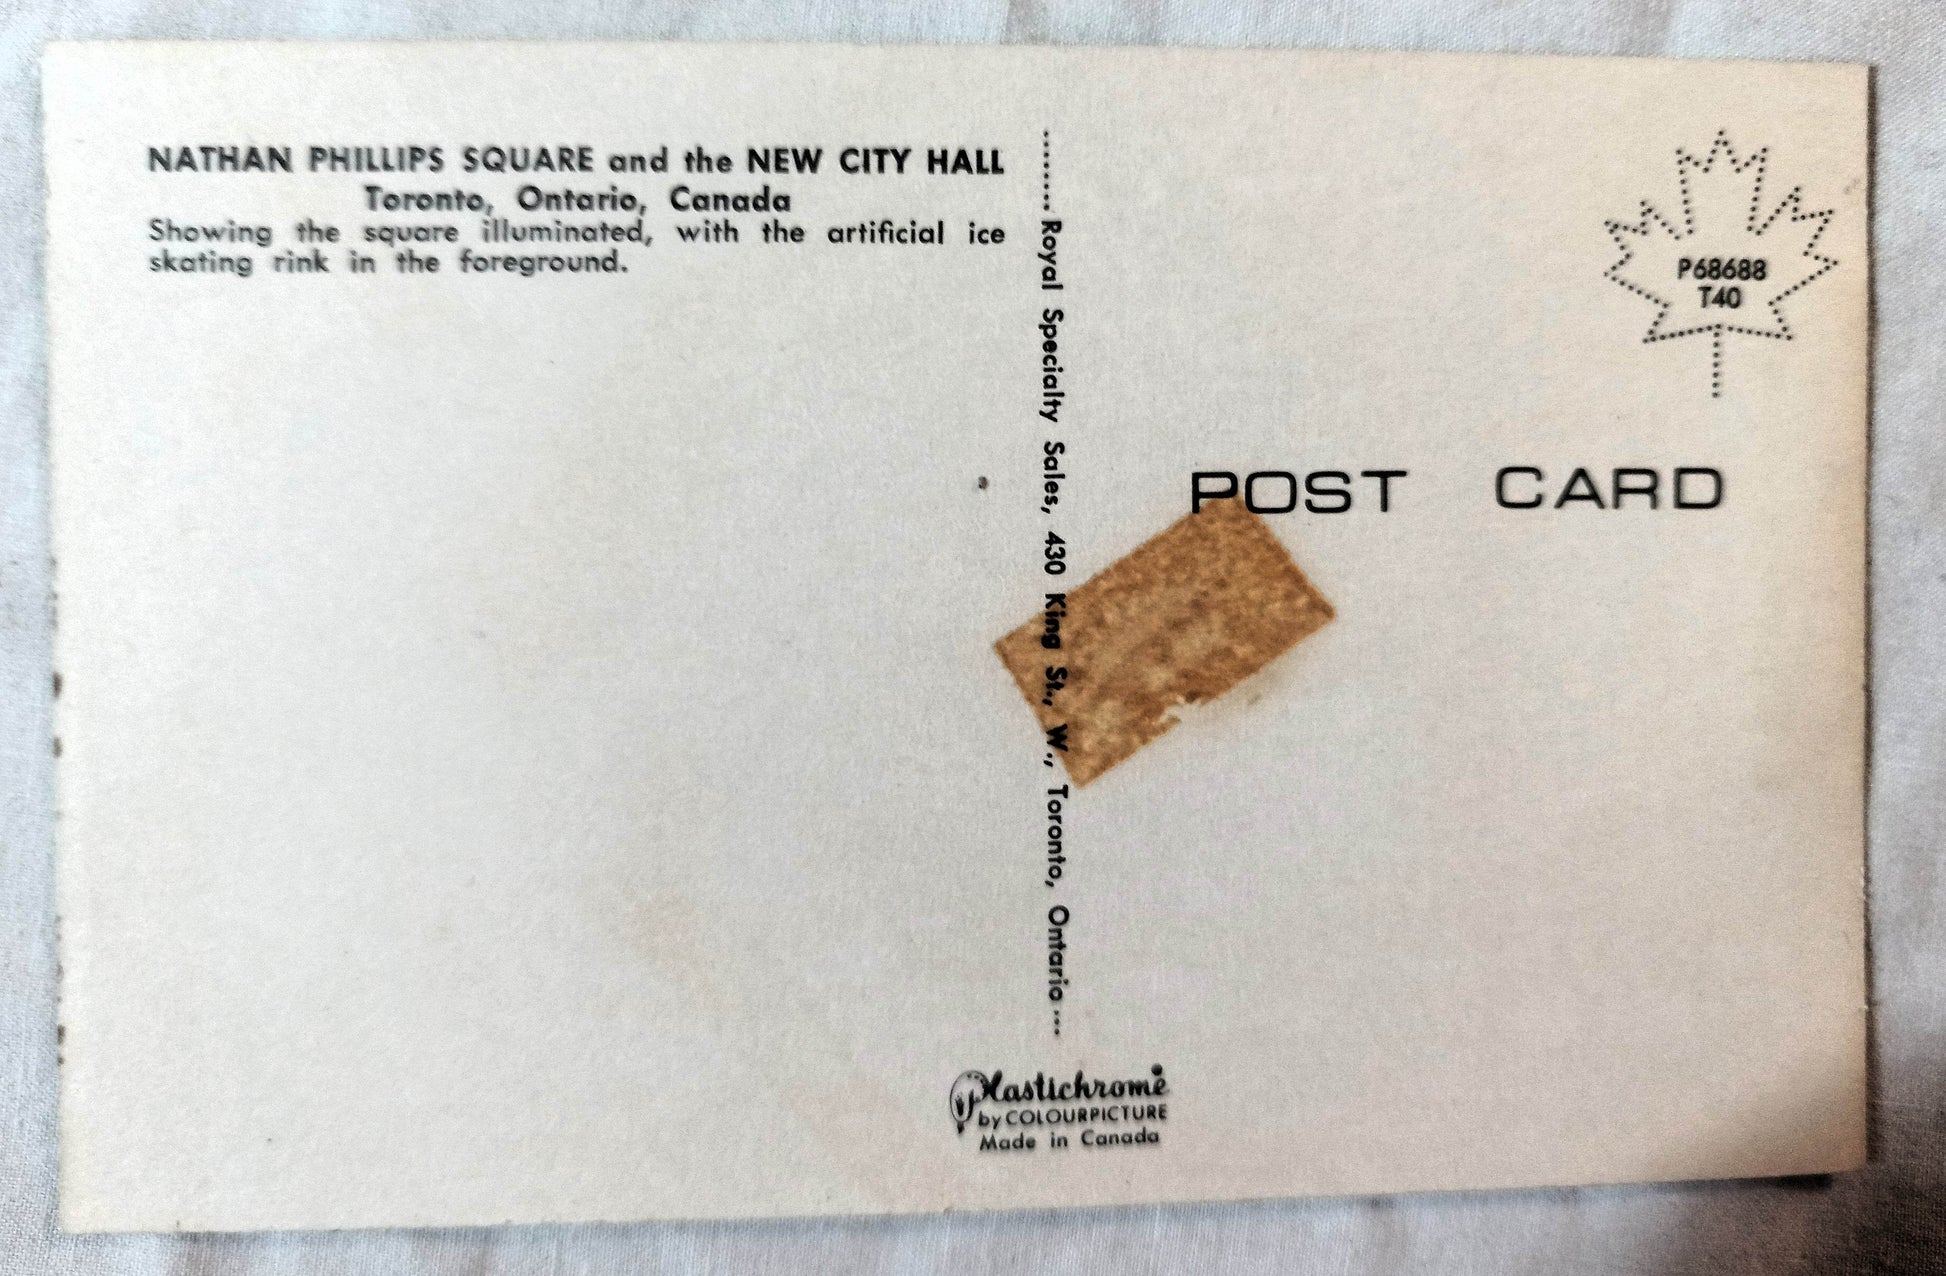 NATHAN PHILLIPS SQUARE and the NEW CITY HALL
Toronto, Ontario, Canada
Showing the square illuminated, with the artificial ice
skating rink in the foreground.
Royal Specialty Sales, 430 King St., W., Toronto, Ontario
P68688
T40
POST CARD
Plastichrome
by COLOURPICTURE
Made in Canada